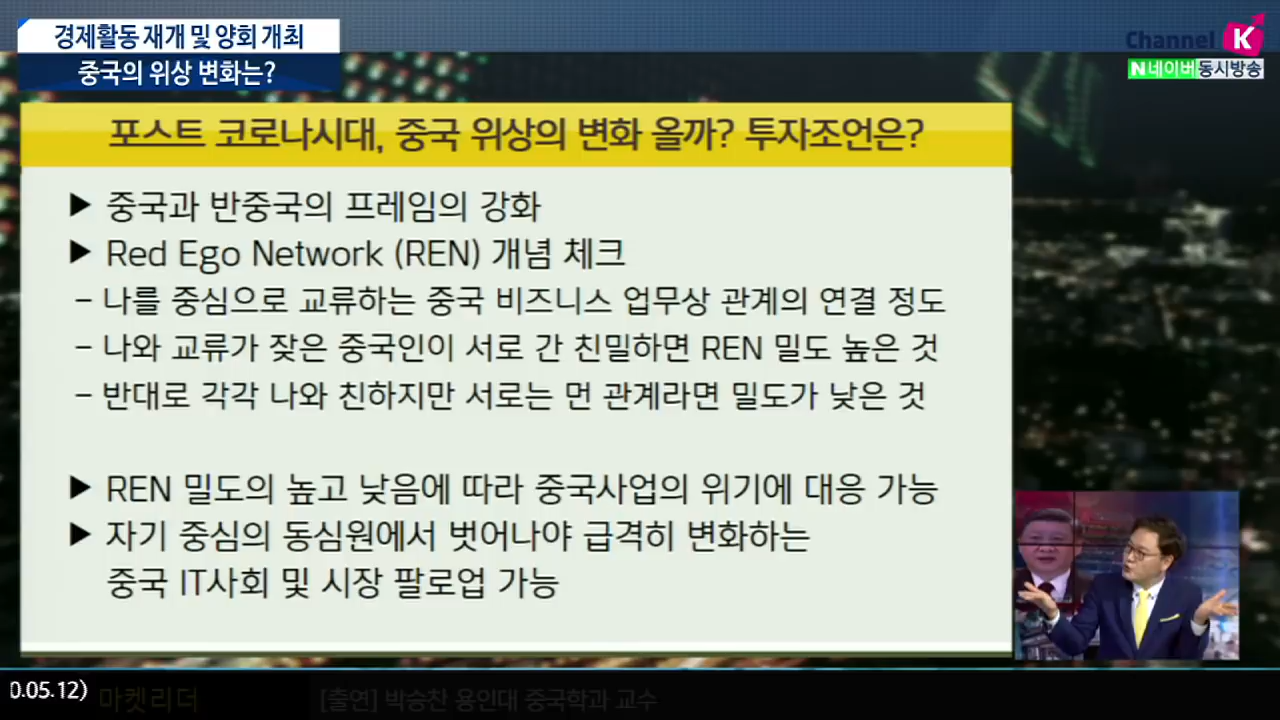 경제활동 재개 및 양회 개최
중국의 위상 변화는?
Channel K
N 네이버 동시방송
포스트 코로나시대, 중국 위상의 변화 올까? 투자조언은?
▶ 중국과 반중국의 프레임의 강화
▶ Red Ego Network (REN) 개념 체크
- 나를 중심으로 교류하는 중국 비즈니스 업무상 관계의 연결 정도
- 나와 교류가 잦은 중국인이 서로 간 친밀하면 REN 밀도 높은 것
- 반대로 각각 나와 친하지만 서로는 먼 관계라면 밀도가 낮은 것
▶ REN 밀도의 높고 낮음에 따라 중국사업의 위기에 대응 가능
▶ 자기 중심의 동심원에서 벗어나야 급격히 변화하는
중국 IT사회 및 시장 팔로업 가능
0.05.12) 마켓리더 [출연] 박승찬 용인대 중국학과 교수